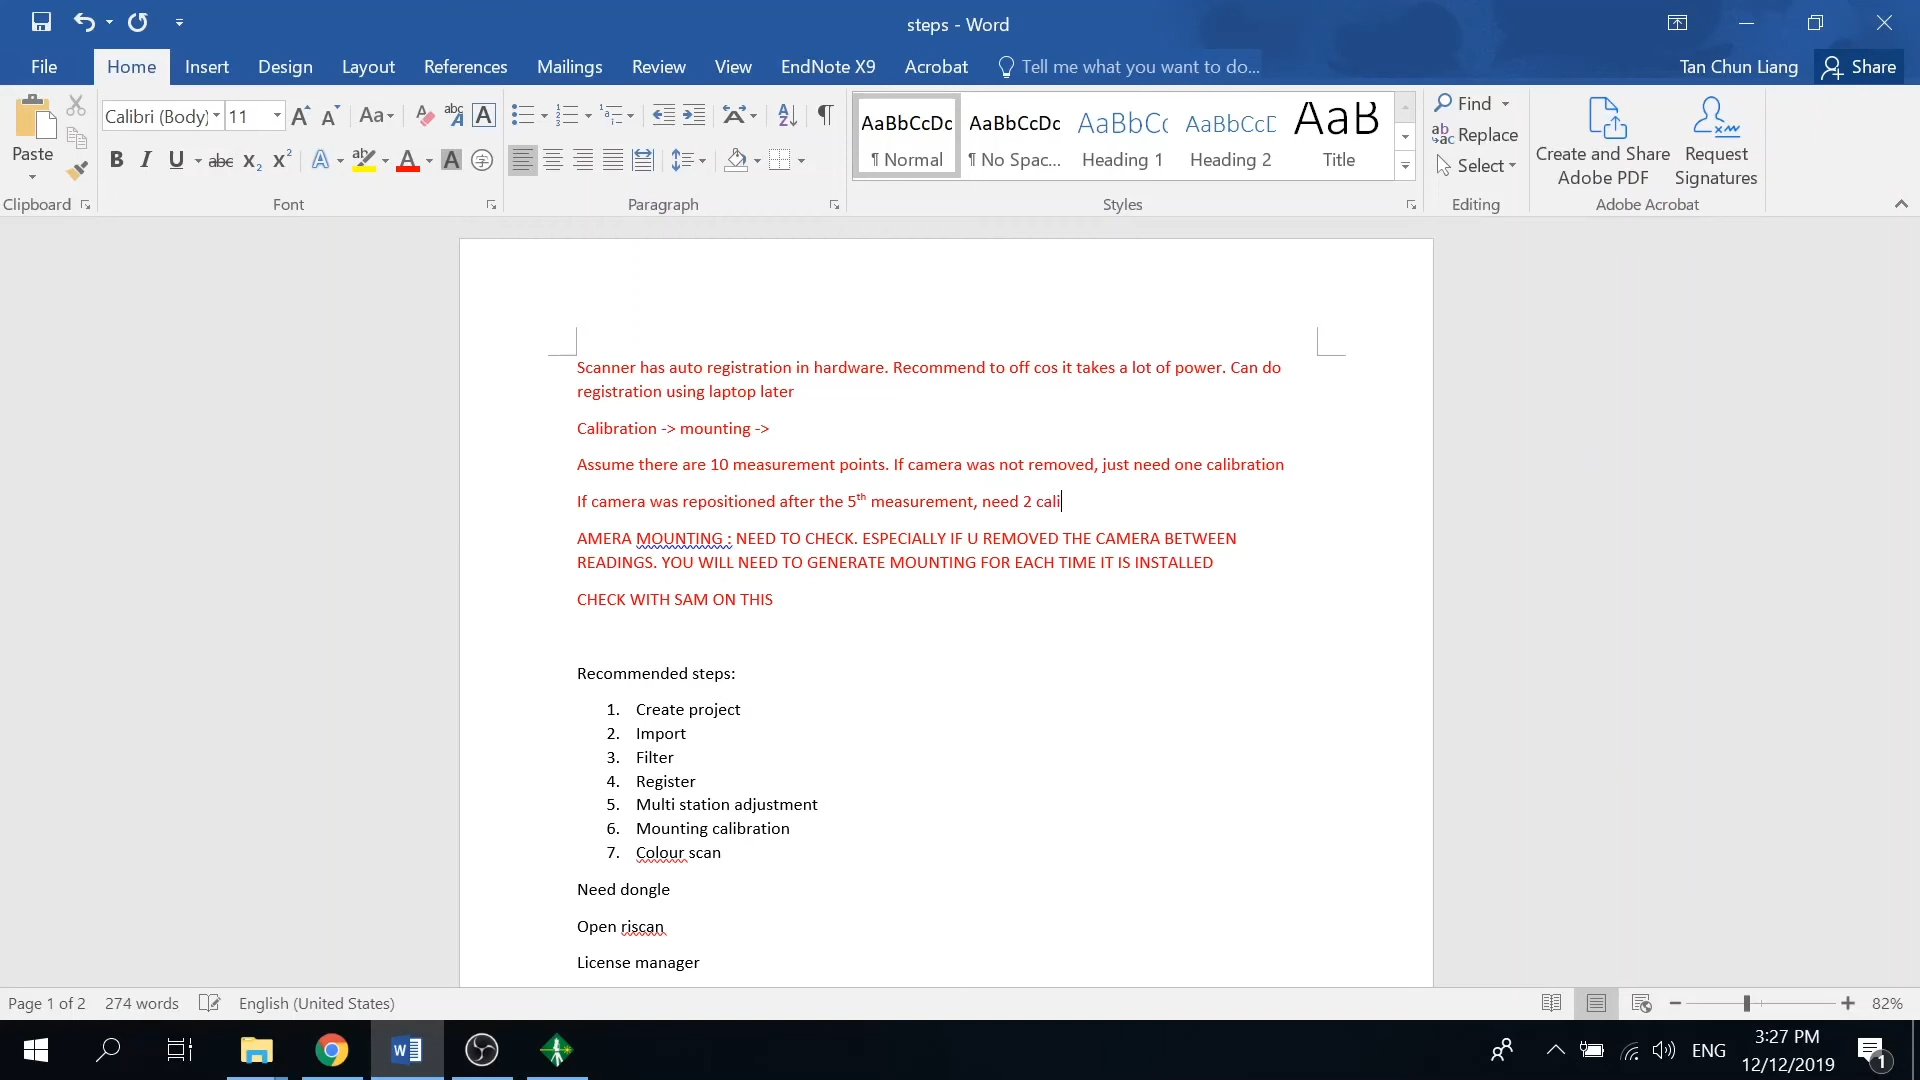 steps - Word
File Home Insert Design Layout References Mailings Review View EndNote X9 Acrobat Tell me what you want to do... Tan Chun Liang Share
Paste
Clipboard
Calibri (Body) 11
Font
Paragraph
AaBbCcDc AaBbCcDc AaBbCc AaBbCcD AaB
¶ Normal ¶ No Spac... Heading 1 Heading 2 Title
Styles
Find
Replace
Select
Editing
Create and Share Adobe PDF
Request Signatures
Adobe Acrobat
Scanner has auto registration in hardware. Recommend to off cos it takes a lot of power. Can do
registration using laptop later
Calibration -> mounting ->
Assume there are 10 measurement points. If camera was not removed, just need one calibration
If camera was repositioned after the 5th measurement, need 2 cali
AMERA MOUNTING : NEED TO CHECK. ESPECIALLY IF U REMOVED THE CAMERA BETWEEN
READINGS. YOU WILL NEED TO GENERATE MOUNTING FOR EACH TIME IT IS INSTALLED
CHECK WITH SAM ON THIS
Recommended steps:
1. Create project
2. Import
3. Filter
4. Register
5. Multi station adjustment
6. Mounting calibration
7. Colour scan
Need dongle
Open riscan
License manager
Page 1 of 2 274 words English (United States) 82%
ENG 3:27 PM
12/12/2019 1